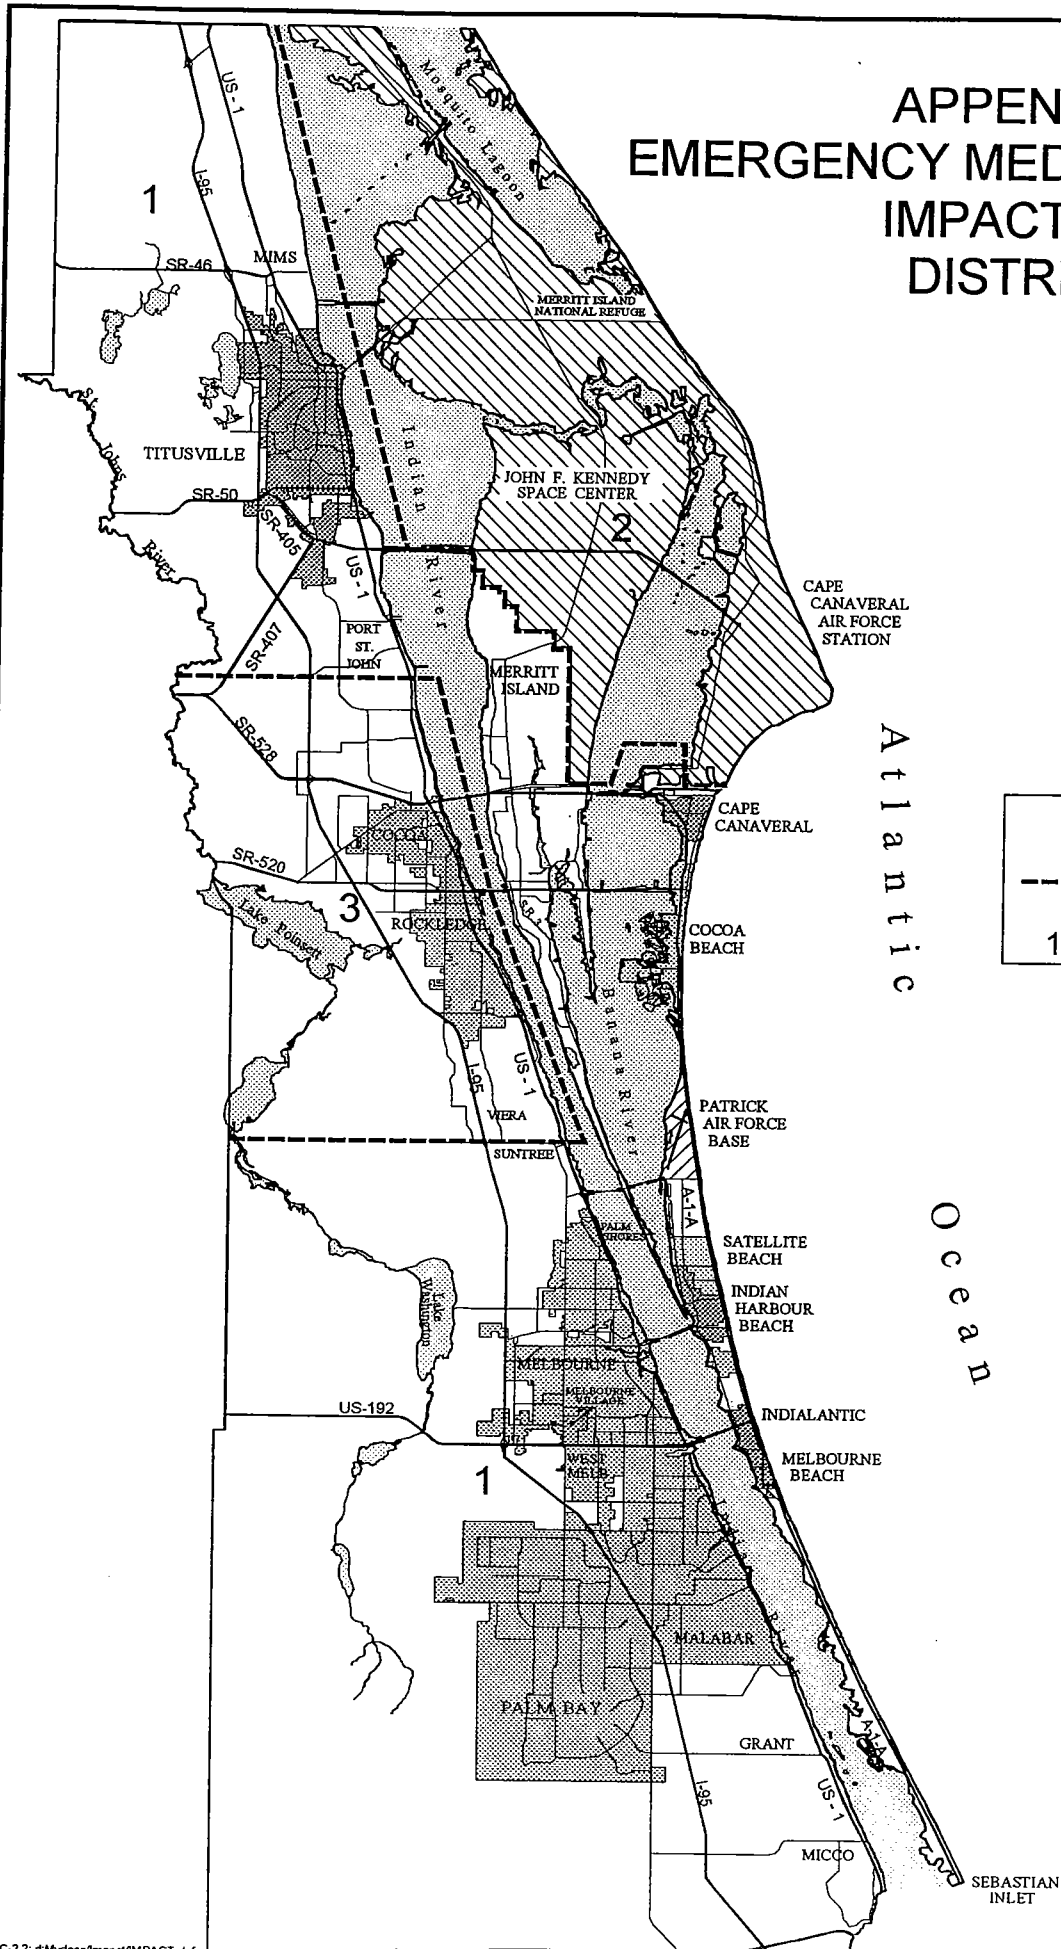 APPEN
EMERGENCY MED
IMPACT
DISTR
Mosquito Lagoon
US-1
I-95
1
MIMS
SR-46
MERRITT ISLAND
NATIONAL REFUGE
St.
Johns
River
TITUSVILLE
Indian
River
JOHN F. KENNEDY
SPACE CENTER
2
SR-50
SR-405
US-1
CAPE
CANAVERAL
AIR FORCE
STATION
PORT
ST.
JOHN
SR-407
MERRITT
ISLAND
SR-528
Atlantic
Ocean
CAPE
CANAVERAL
COCOA
SR-520
3
1
Lake
Poinsett
ROCKLEDGE
COCOA
BEACH
Banana River
US-1
I-95
PATRICK
AIR FORCE
BASE
VIERA
SUNTREE
A-1-A
PALM
SHORES
SATELLITE
BEACH
Lake
Washington
INDIAN
HARBOUR
BEACH
MELBOURNE
MELBOURNE
VILLAGE
US-192
INDIALANTIC
WEST
MELB
MELBOURNE
BEACH
1
MALABAR
PALM BAY
A-1-A
GRANT
I-95
US-1
MICCO
SEBASTIAN
INLET